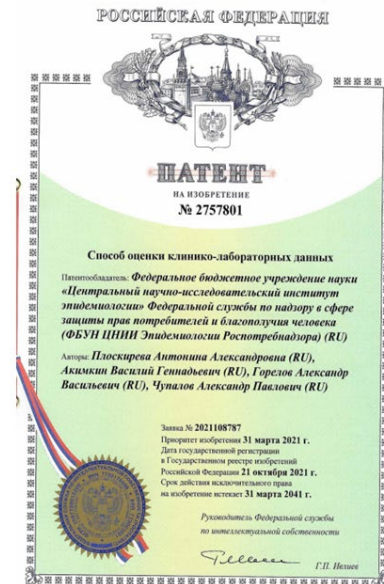 РОССИЙСКАЯ ФЕДЕРАЦИЯ
ПАТЕНТ
НА ИЗОБРЕТЕНИЕ
№ 2757801
Способ оценки клинико-лабораторных данных
Патентообладатель: Федеральное бюджетное учреждение науки
«Центральный научно-исследовательский институт
эпидемиологии» Федеральной службы по надзору в сфере
защиты прав потребителей и благополучия человека
(ФБУН ЦНИИ Эпидемиологии Роспотребнадзора) (RU)
Авторы: Плоскирева Антонина Александровна (RU),
Акимкин Василий Геннадьевич (RU), Горелов Александр
Васильевич (RU), Чупалов Александр Павлович (RU)
Заявка № 2021108787
Приоритет изобретения 31 марта 2021 г.
Дата государственной регистрации
в Государственном реестре изобретений
Российской Федерации 21 октября 2021 г.
Срок действия исключительного права
на изобретение истекает 31 марта 2041 г.
Руководитель Федеральной службы
по интеллектуальной собственности
Г.П. Ивлиев